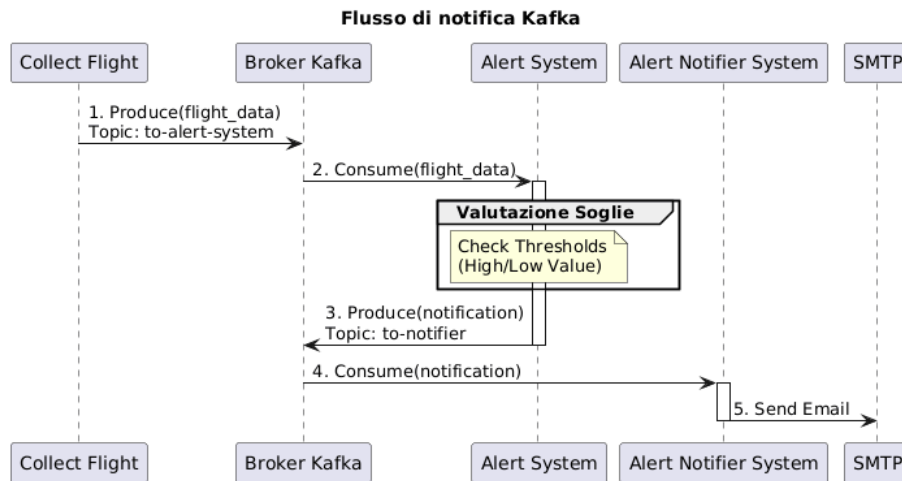 Flusso di notifica Kafka
Collect Flight
Broker Kafka
Alert System
Alert Notifier System
SMTP
1. Produce(flight_data)
Topic: to-alert-system
2. Consume(flight_data)
Valutazione Soglie
Check Thresholds
(High/Low Value)
3. Produce(notification)
Topic: to-notifier
4. Consume(notification)
5. Send Email
Collect Flight
Broker Kafka
Alert System
Alert Notifier System
SMTP